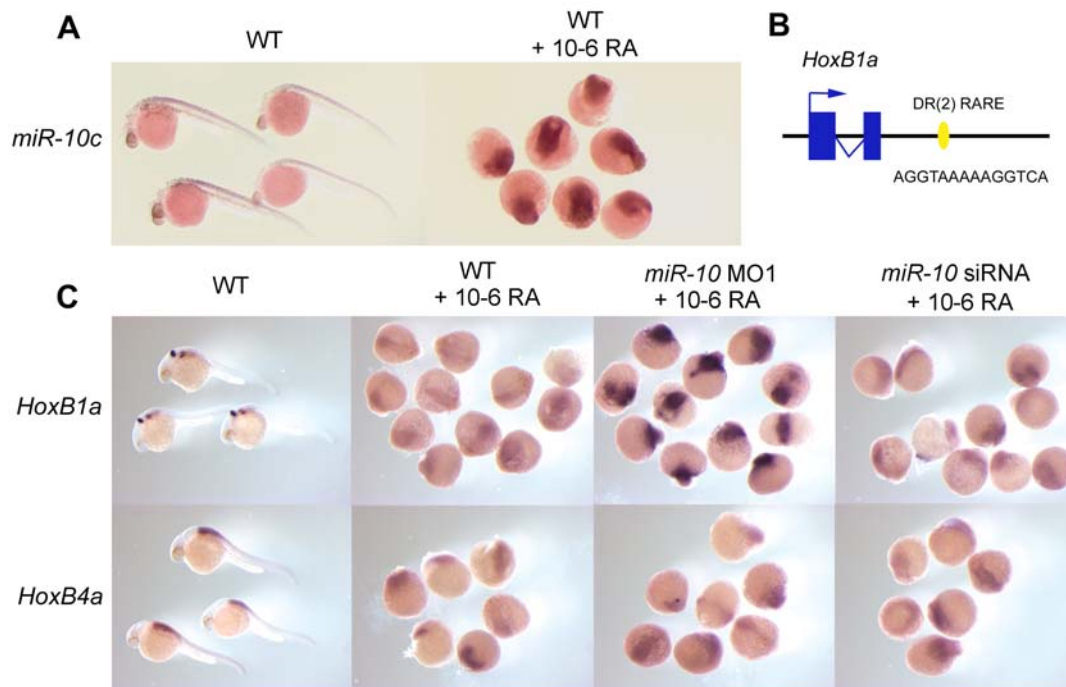 A
WT
WT
+ 10-6 RA
miR-10c
B
HoxB1a
DR(2) RARE
AGGTAAAAAGGTCA
C
WT
WT
+ 10-6 RA
miR-10 MO1
+ 10-6 RA
miR-10 siRNA
+ 10-6 RA
HoxB1a
HoxB4a